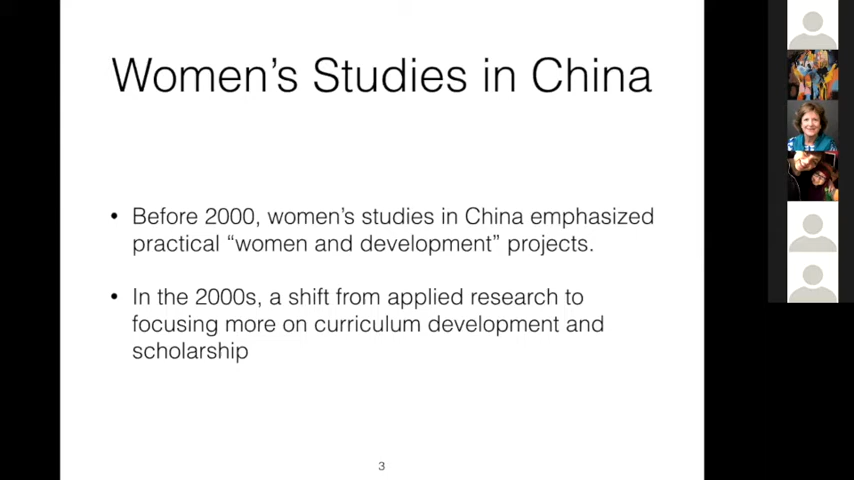 Women’s Studies in China
• Before 2000, women’s studies in China emphasized
practical “women and development” projects.
• In the 2000s, a shift from applied research to
focusing more on curriculum development and
scholarship
3